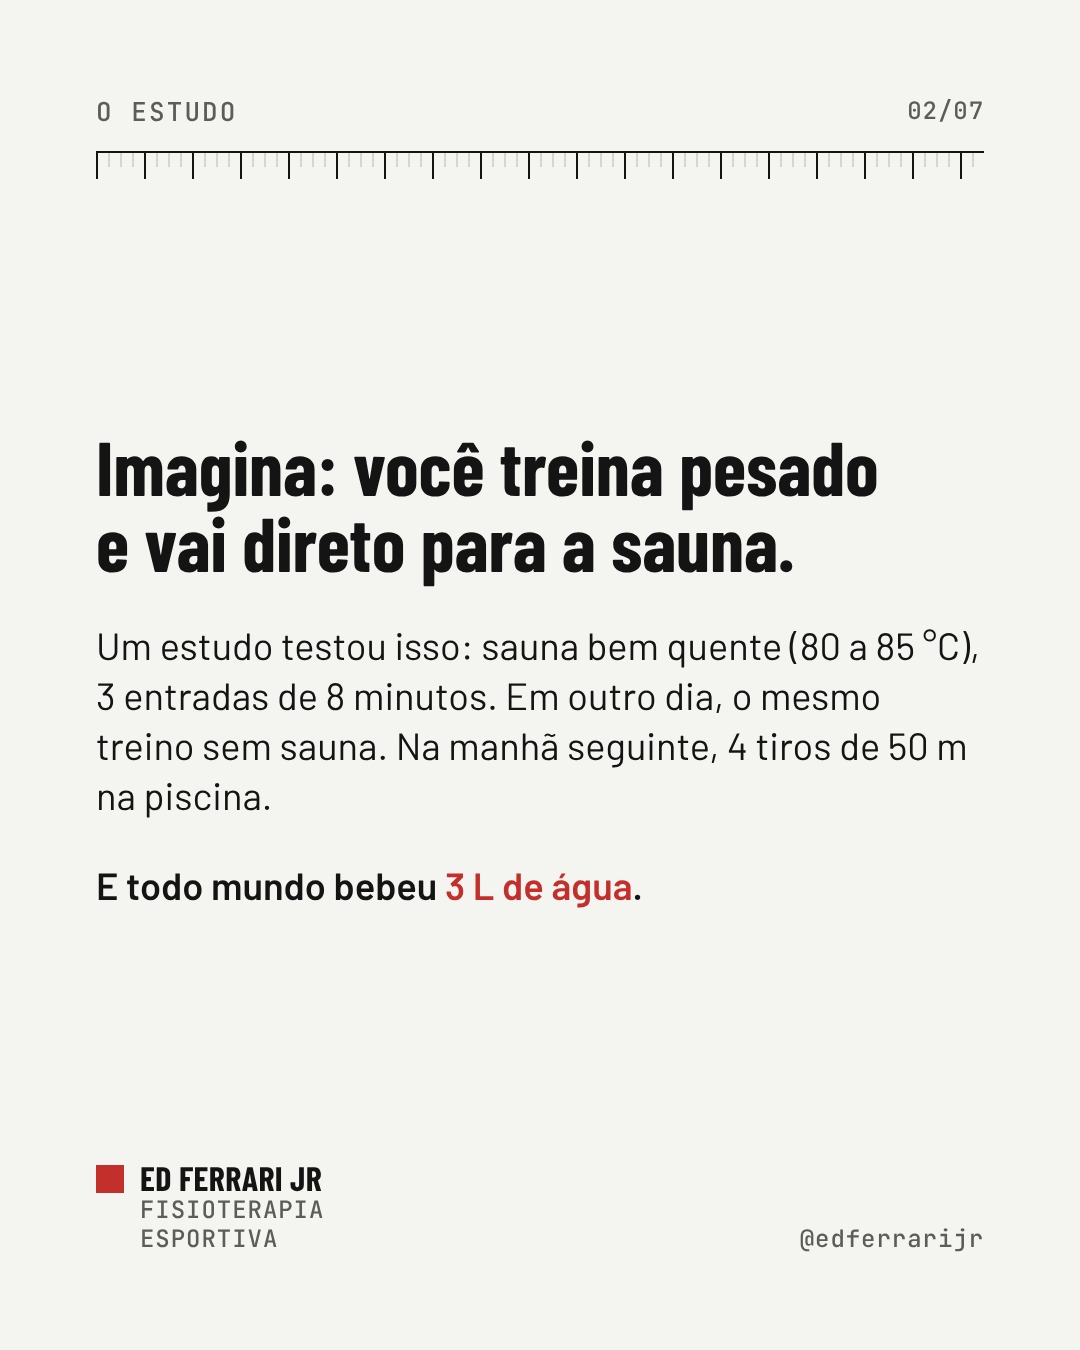 O ESTUDO
02/07
Imagina: você treina pesado
e vai direto para a sauna.
Um estudo testou isso: sauna bem quente (80 a 85 °C),
3 entradas de 8 minutos. Em outro dia, o mesmo
treino sem sauna. Na manhã seguinte, 4 tiros de 50 m
na piscina.
E todo mundo bebeu 3 L de água.
ED FERRARI JR
FISIOTERAPIA
ESPORTIVA
@edferrarijr